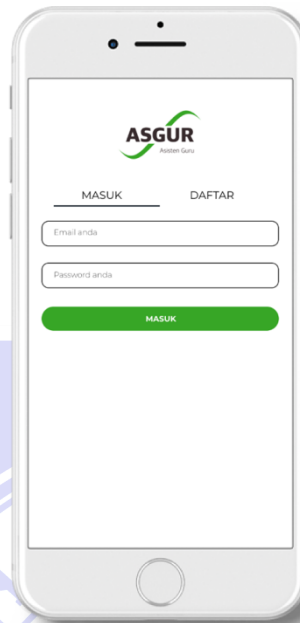 ASGUR
Asisten Guru
MASUK DAFTAR
Email anda
Password anda
MASUK